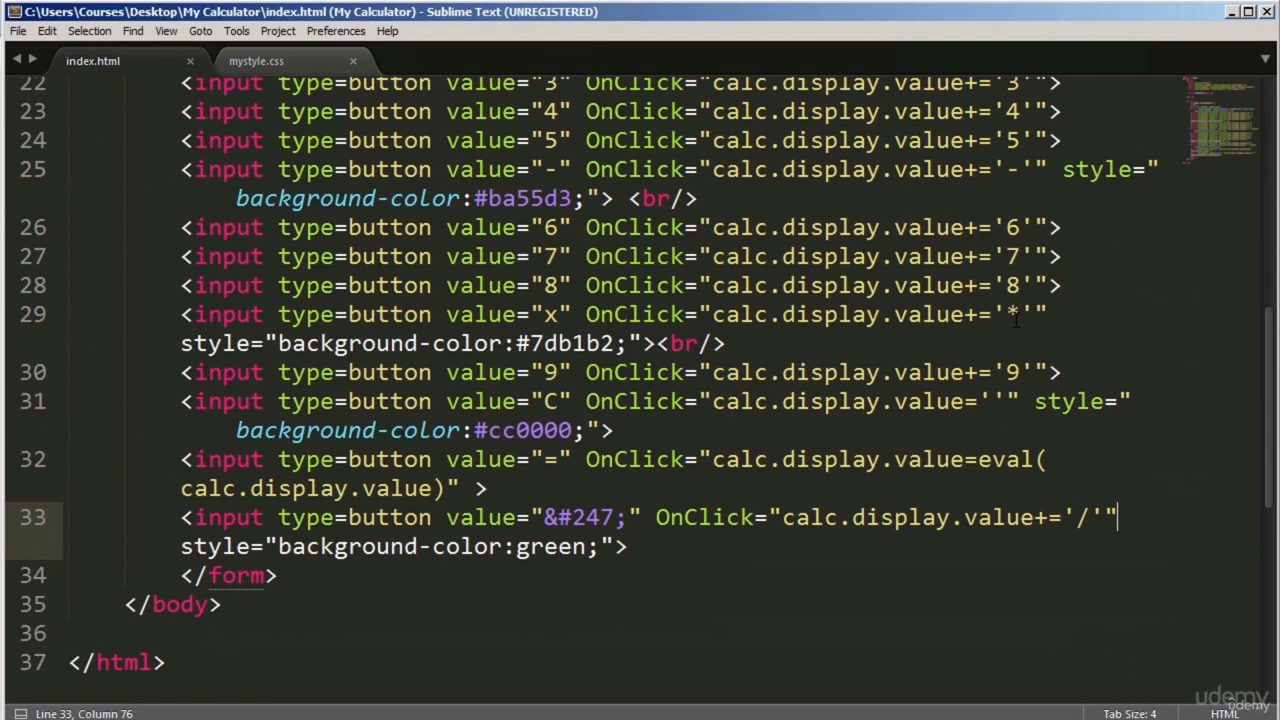 C:\Users\Courses\Desktop\My Calculator\index.html (My Calculator) - Sublime Text (UNREGISTERED)
File Edit Selection Find View Goto Tools Project Preferences Help
index.html × mystyle.css ×
22 <input type=button value="3" OnClick="calc.display.value+='3'">
23 <input type=button value="4" OnClick="calc.display.value+='4'">
24 <input type=button value="5" OnClick="calc.display.value+='5'">
25 <input type=button value="-" OnClick="calc.display.value+='-'" style="
background-color:#ba55d3;"> <br/>
26 <input type=button value="6" OnClick="calc.display.value+='6'">
27 <input type=button value="7" OnClick="calc.display.value+='7'">
28 <input type=button value="8" OnClick="calc.display.value+='8'">
29 <input type=button value="x" OnClick="calc.display.value+='*'"
style="background-color:#7db1b2;"><br/>
30 <input type=button value="9" OnClick="calc.display.value+='9'">
31 <input type=button value="C" OnClick="calc.display.value=''" style="
background-color:#cc0000;">
32 <input type=button value="=" OnClick="calc.display.value=eval(
calc.display.value)" >
33 <input type=button value="&#247;" OnClick="calc.display.value+='/'"
style="background-color:green;">
34 </form>
35 </body>
36
37 </html>
udemy
udemy
Line 33, Column 76 Tab Size: 4 HTML